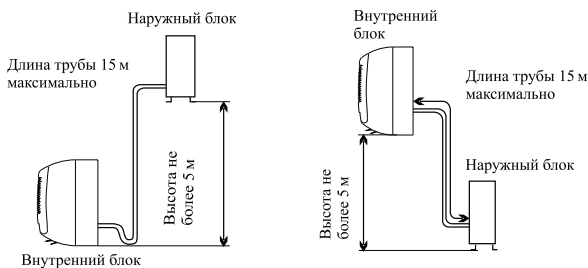 Наружный блок
Длина трубы 15 м
максимально
Высота не
более 5 м
Внутренний блок
Внутренний
блок
Длина трубы 15 м
максимально
Наружный блок
Высота не
более 5 м